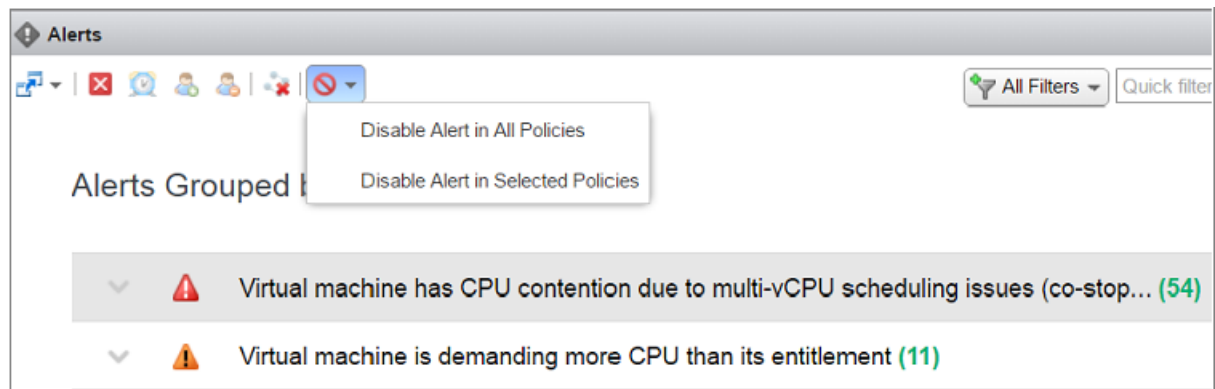 Alerts
All Filters
Quick filter
Disable Alert in All Policies
Disable Alert in Selected Policies
Alerts Grouped
Virtual machine has CPU contention due to multi-vCPU scheduling issues (co-stop... (54)
Virtual machine is demanding more CPU than its entitlement (11)